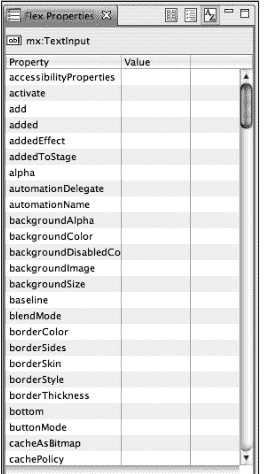 Flex Properties
mx:TextInput
Property Value
accessibilityProperties
activate
add
added
addedEffect
addedToStage
alpha
automationDelegate
automationName
backgroundAlpha
backgroundColor
backgroundDisabledCo
backgroundImage
backgroundSize
baseline
blendMode
borderColor
borderSides
borderSkin
borderStyle
borderThickness
bottom
buttonMode
cacheAsBitmap
cachePolicy